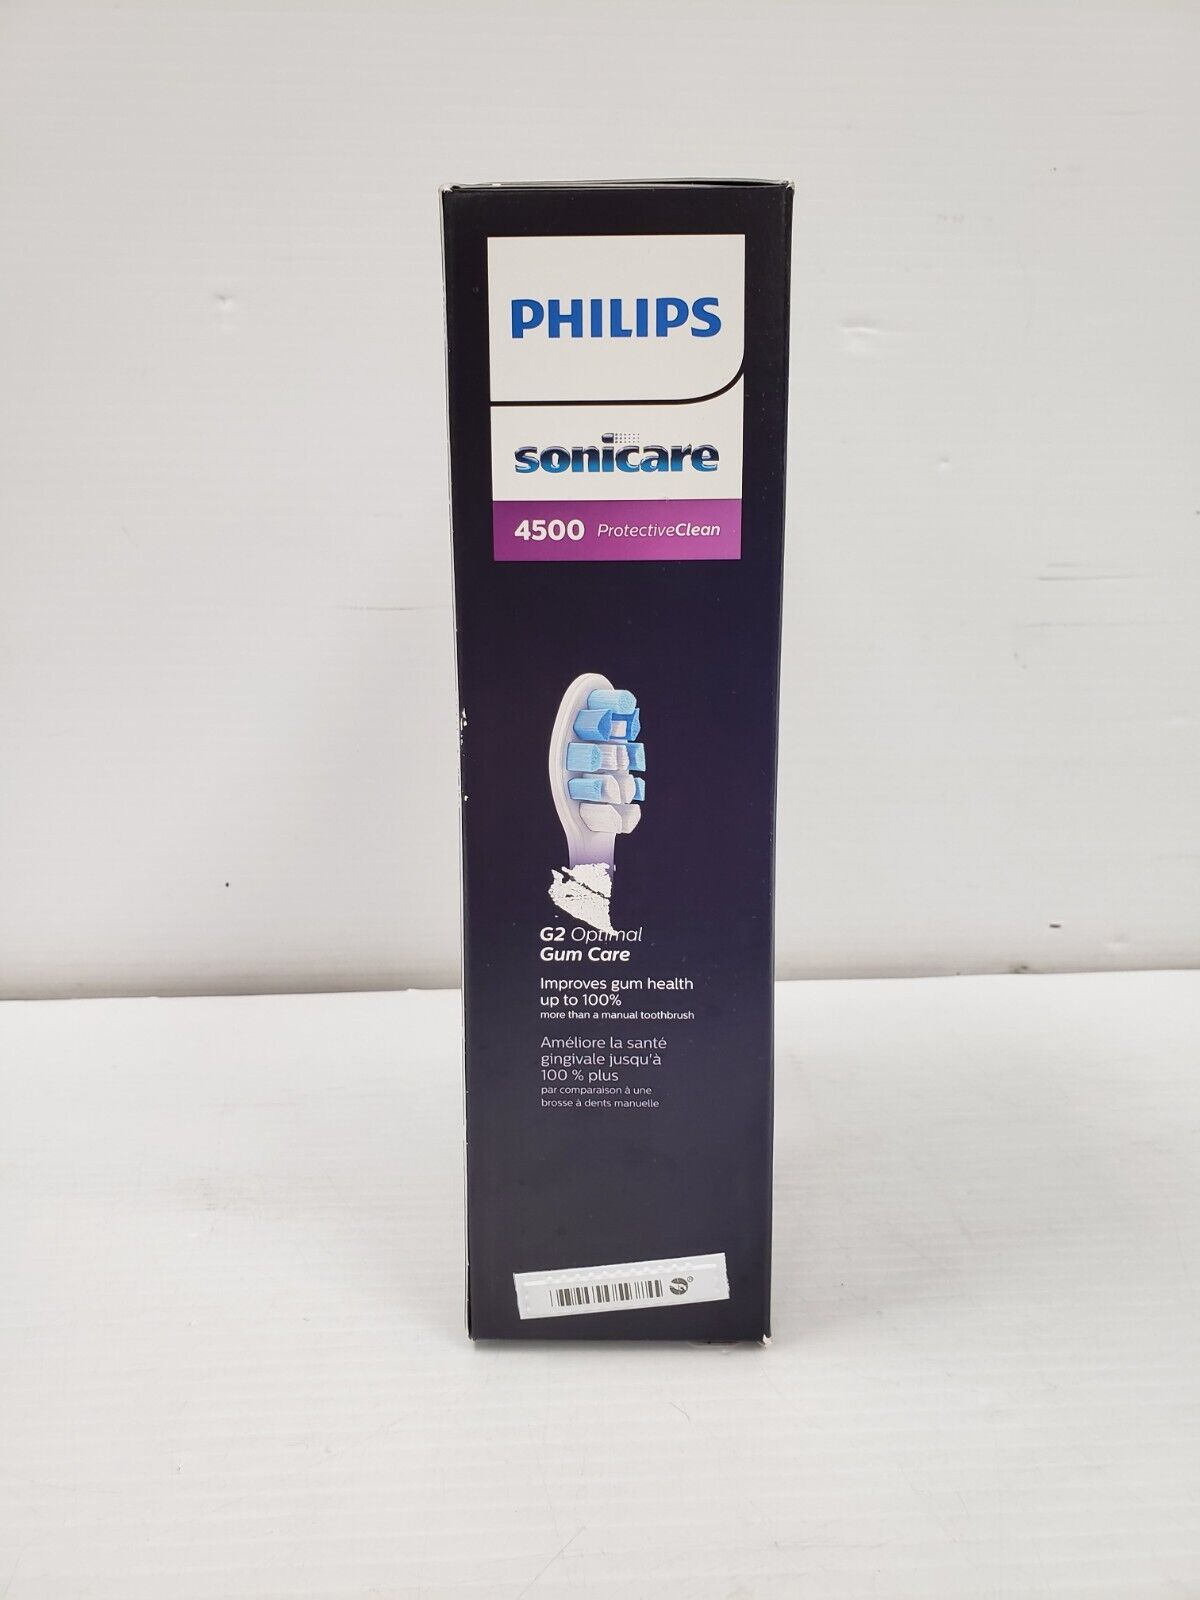 PHILIPS
sonicare
4500 ProtectiveClean
G2 Optimal
Gum Care
Improves gum health
up to 100%
more than a manual toothbrush
Améliore la santé
gingivale jusqu'à
100 % plus
par comparaison à une
brosse à dents manuelle